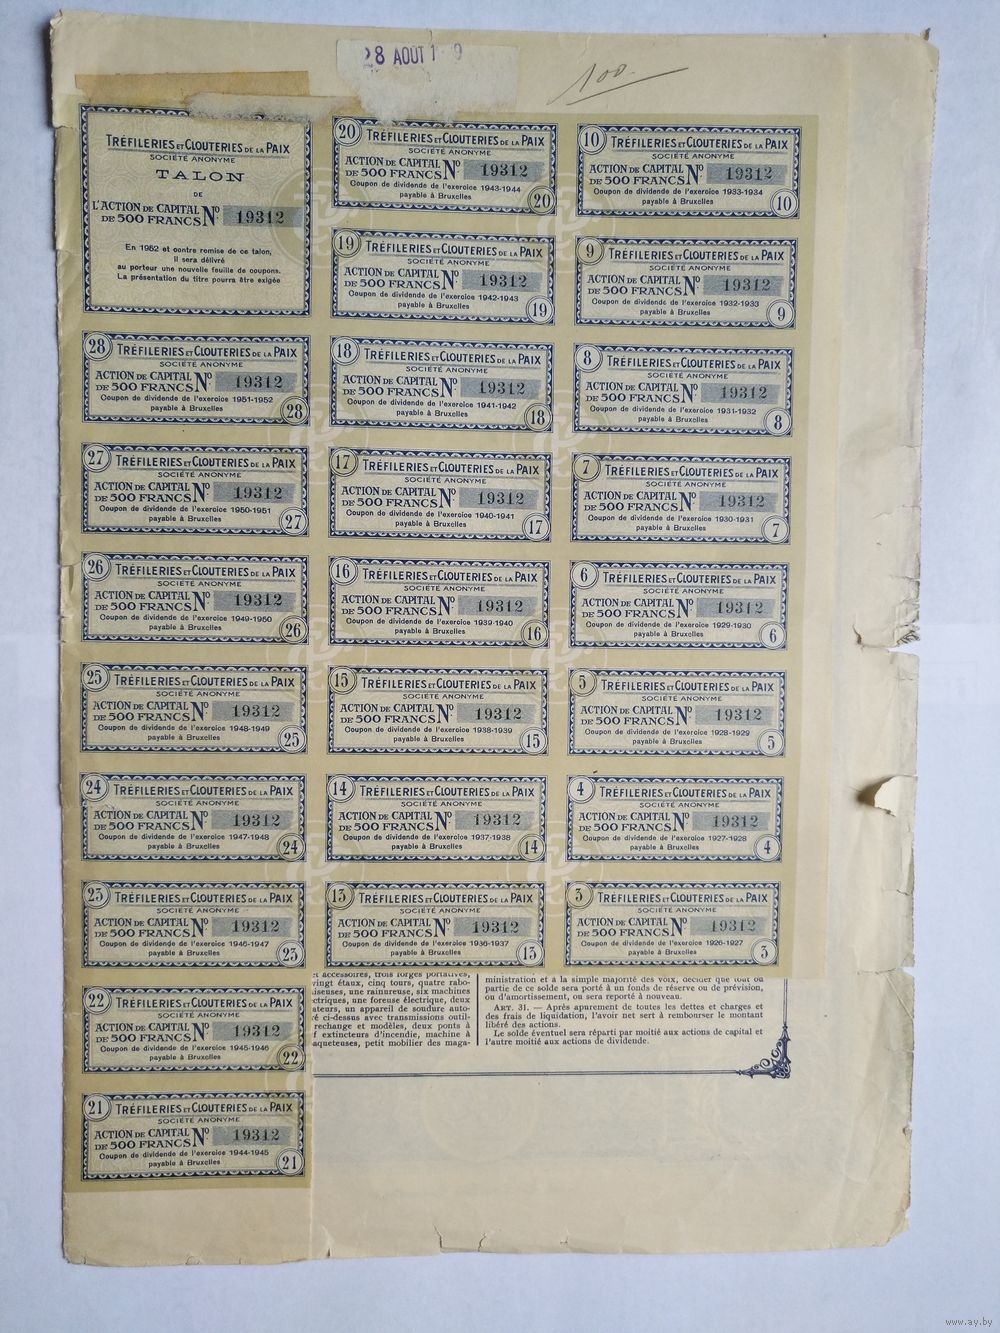 28 AOUT 1 9
100.
TRÉFILERIES ET CLOUTERIES DE LA PAIX
SOCIÉTÉ ANONYME
TALON
DE
L'ACTION DE CAPITAL
DE 500 FRANCS Nº 19312
En 1952 et contre remise de ce talon,
il sera délivré
au porteur une nouvelle feuille de coupons.
La présentation du titre pourra être exigée
28 TRÉFILERIES ET CLOUTERIES DE LA PAIX
SOCIÉTÉ ANONYME
ACTION DE CAPITAL
DE 500 FRANCS Nº 19312
Coupon de dividende de l'exercice 1951-1952
payable à Bruxelles 28
27 TRÉFILERIES ET CLOUTERIES DE LA PAIX
SOCIÉTÉ ANONYME
ACTION DE CAPITAL
DE 500 FRANCS Nº 19312
Coupon de dividende de l'exercice 1950-1951
payable à Bruxelles 27
26 TRÉFILERIES ET CLOUTERIES DE LA PAIX
SOCIÉTÉ ANONYME
ACTION DE CAPITAL
DE 500 FRANCS Nº 19312
Coupon de dividende de l'exercice 1949-1950
payable à Bruxelles 26
25 TRÉFILERIES ET CLOUTERIES DE LA PAIX
SOCIÉTÉ ANONYME
ACTION DE CAPITAL
DE 500 FRANCS Nº 19312
Coupon de dividende de l'exercice 1948-1949
payable à Bruxelles 25
24 TRÉFILERIES ET CLOUTERIES DE LA PAIX
SOCIÉTÉ ANONYME
ACTION DE CAPITAL
DE 500 FRANCS Nº 19312
Coupon de dividende de l'exercice 1947-1948
payable à Bruxelles 24
23 TRÉFILERIES ET CLOUTERIES DE LA PAIX
SOCIÉTÉ ANONYME
ACTION DE CAPITAL
DE 500 FRANCS Nº 19312
Coupon de dividende de l'exercice 1946-1947
payable à Bruxelles 23
22 TRÉFILERIES ET CLOUTERIES DE LA PAIX
SOCIÉTÉ ANONYME
ACTION DE CAPITAL
DE 500 FRANCS Nº 19312
Coupon de dividende de l'exercice 1945-1946
payable à Bruxelles 22
21 TRÉFILERIES ET CLOUTERIES DE LA PAIX
SOCIÉTÉ ANONYME
ACTION DE CAPITAL
DE 500 FRANCS Nº 19312
Coupon de dividende de l'exercice 1944-1945
payable à Bruxelles 21
20 TRÉFILERIES ET CLOUTERIES DE LA PAIX
SOCIÉTÉ ANONYME
ACTION DE CAPITAL
DE 500 FRANCS Nº 19312
Coupon de dividende de l'exercice 1943-1944
payable à Bruxelles 20
19 TRÉFILERIES ET CLOUTERIES DE LA PAIX
SOCIÉTÉ ANONYME
ACTION DE CAPITAL
DE 500 FRANCS Nº 19312
Coupon de dividende de l'exercice 1942-1943
payable à Bruxelles 19
18 TRÉFILERIES ET CLOUTERIES DE LA PAIX
SOCIÉTÉ ANONYME
ACTION DE CAPITAL
DE 500 FRANCS Nº 19312
Coupon de dividende de l'exercice 1941-1942
payable à Bruxelles 18
17 TRÉFILERIES ET CLOUTERIES DE LA PAIX
SOCIÉTÉ ANONYME
ACTION DE CAPITAL
DE 500 FRANCS Nº 19312
Coupon de dividende de l'exercice 1940-1941
payable à Bruxelles 17
16 TRÉFILERIES ET CLOUTERIES DE LA PAIX
SOCIÉTÉ ANONYME
ACTION DE CAPITAL
DE 500 FRANCS Nº 19312
Coupon de dividende de l'exercice 1939-1940
payable à Bruxelles 16
15 TRÉFILERIES ET CLOUTERIES DE LA PAIX
SOCIÉTÉ ANONYME
ACTION DE CAPITAL
DE 500 FRANCS Nº 19312
Coupon de dividende de l'exercice 1938-1939
payable à Bruxelles 15
14 TRÉFILERIES ET CLOUTERIES DE LA PAIX
SOCIÉTÉ ANONYME
ACTION DE CAPITAL
DE 500 FRANCS Nº 19312
Coupon de dividende de l'exercice 1937-1938
payable à Bruxelles 14
13 TRÉFILERIES ET CLOUTERIES DE LA PAIX
SOCIÉTÉ ANONYME
ACTION DE CAPITAL
DE 500 FRANCS Nº 19312
Coupon de dividende de l'exercice 1936-1937
payable à Bruxelles 13
10 TRÉFILERIES ET CLOUTERIES DE LA PAIX
SOCIÉTÉ ANONYME
ACTION DE CAPITAL
DE 500 FRANCS Nº 19312
Coupon de dividende de l'exercice 1933-1934
payable à Bruxelles 10
9 TRÉFILERIES ET CLOUTERIES DE LA PAIX
SOCIÉTÉ ANONYME
ACTION DE CAPITAL
DE 500 FRANCS Nº 19312
Coupon de dividende de l'exercice 1932-1933
payable à Bruxelles 9
8 TRÉFILERIES ET CLOUTERIES DE LA PAIX
SOCIÉTÉ ANONYME
ACTION DE CAPITAL
DE 500 FRANCS Nº 19312
Coupon de dividende de l'exercice 1931-1932
payable à Bruxelles 8
7 TRÉFILERIES ET CLOUTERIES DE LA PAIX
SOCIÉTÉ ANONYME
ACTION DE CAPITAL
DE 500 FRANCS Nº 19312
Coupon de dividende de l'exercice 1930-1931
payable à Bruxelles 7
6 TRÉFILERIES ET CLOUTERIES DE LA PAIX
SOCIÉTÉ ANONYME
ACTION DE CAPITAL
DE 500 FRANCS Nº 19312
Coupon de dividende de l'exercice 1929-1930
payable à Bruxelles 6
5 TRÉFILERIES ET CLOUTERIES DE LA PAIX
SOCIÉTÉ ANONYME
ACTION DE CAPITAL
DE 500 FRANCS Nº 19312
Coupon de dividende de l'exercice 1928-1929
payable à Bruxelles 5
4 TRÉFILERIES ET CLOUTERIES DE LA PAIX
SOCIÉTÉ ANONYME
ACTION DE CAPITAL
DE 500 FRANCS Nº 19312
Coupon de dividende de l'exercice 1927-1928
payable à Bruxelles 4
3 TRÉFILERIES ET CLOUTERIES DE LA PAIX
SOCIÉTÉ ANONYME
ACTION DE CAPITAL
DE 500 FRANCS Nº 19312
Coupon de dividende de l'exercice 1926-1927
payable à Bruxelles 3
et accessoires, trois forges portatives,
vingt étaux, cinq tours, quatre rabo-
iseuses, une rainureuse, six machines
ctriques, une foreuse électrique, deux
ateurs, un appareil de soudure auto-
ré ci-dessus avec transmissions outil-
rechange et modèles, deux ponts à
f extincteurs d'incendie, machine à
aqueteuses, petit mobilier des maga-
ministration et à la simple majorité des voix, décider que tout ou
partie de ce solde sera porté à un fonds de réserve ou de prévision,
ou d'amortissement, ou sera reporté à nouveau.
ART. 31. — Après apurement de toutes les dettes et charges et
des frais de liquidation, l'avoir net sert à rembourser le montant
libéré des actions.
Le solde éventuel sera réparti par moitié aux actions de capital et
l'autre moitié aux actions de dividende.
www.ay.by